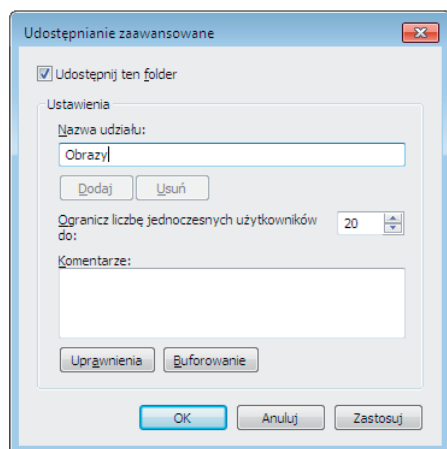 Udostępnianie zaawansowane
Udostępnij ten folder
Ustawienia
Nazwa udziału:
Obrazy
Dodaj Usuń
Ogranicz liczbę jednoczesnych użytkowników
do:
20
Komentarze:
Uprawnienia Buforowanie
OK Anuluj Zastosuj